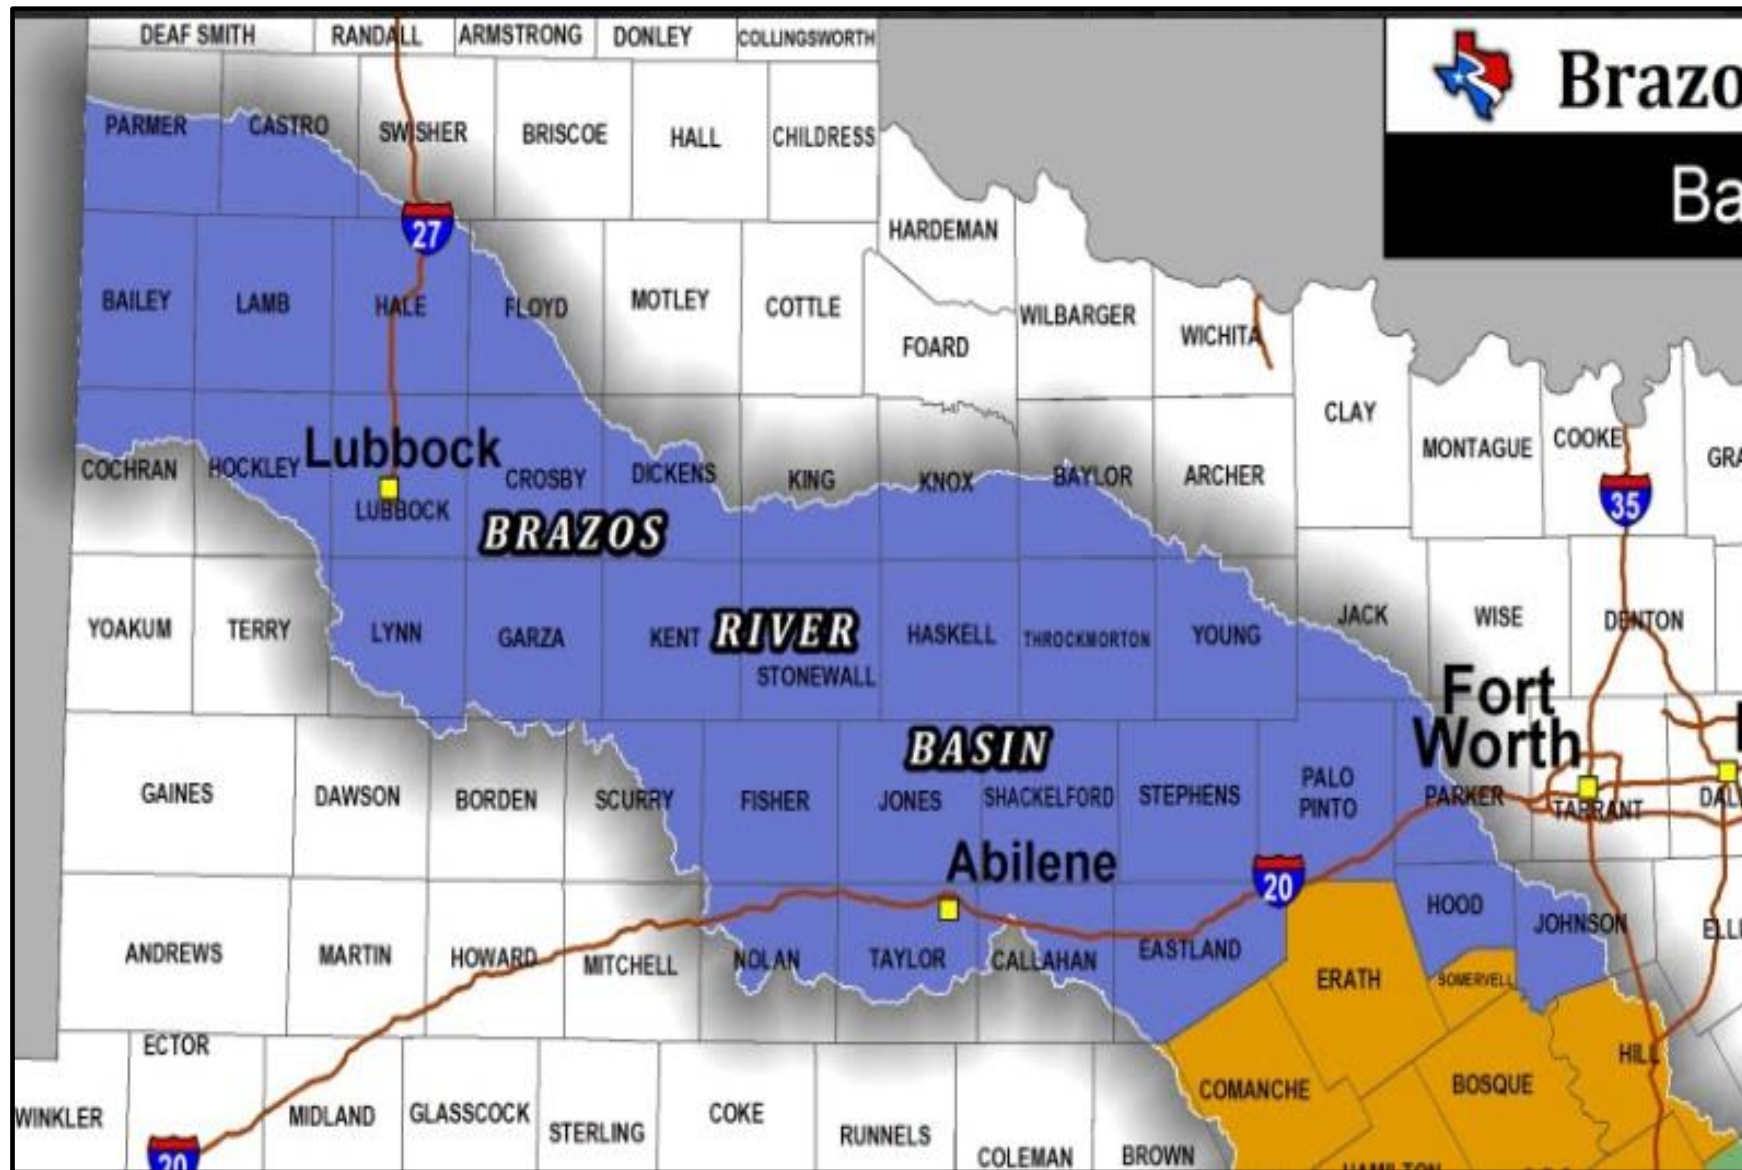 DEAF SMITH
RANDALL
ARMSTRONG
DONLEY
COLLINGSWORTH
Brazo
Ba
PARMER
CASTRO
SWISHER
BRISCOE
HALL
CHILDRESS
27
HARDEMAN
BAILEY
LAMB
HALE
FLOYD
MOTLEY
COTTLE
FOARD
WILBARGER
WICHITA
CLAY
MONTAGUE
COOKE
GRA
COCHRAN
HOCKLEY
Lubbock
LUBBOCK
CROSBY
DICKENS
KING
KNOX
BAYLOR
ARCHER
35
BRAZOS
RIVER
BASIN
YOAKUM
TERRY
LYNN
GARZA
KENT
STONEWALL
HASKELL
THROCKMORTON
YOUNG
JACK
WISE
DENTON
Fort
Worth
GAINES
DAWSON
BORDEN
SCURRY
FISHER
JONES
SHACKELFORD
STEPHENS
PALO
PINTO
PARKER
TARRANT
DAL
Abilene
20
HOOD
JOHNSON
ELLI
ANDREWS
MARTIN
HOWARD
MITCHELL
NOLAN
TAYLOR
CALLAHAN
EASTLAND
ERATH
SOMERVELL
HILL
ECTOR
COMANCHE
BOSQUE
WINKLER
MIDLAND
GLASSCOCK
STERLING
COKE
RUNNELS
COLEMAN
BROWN
HAMILTON
20